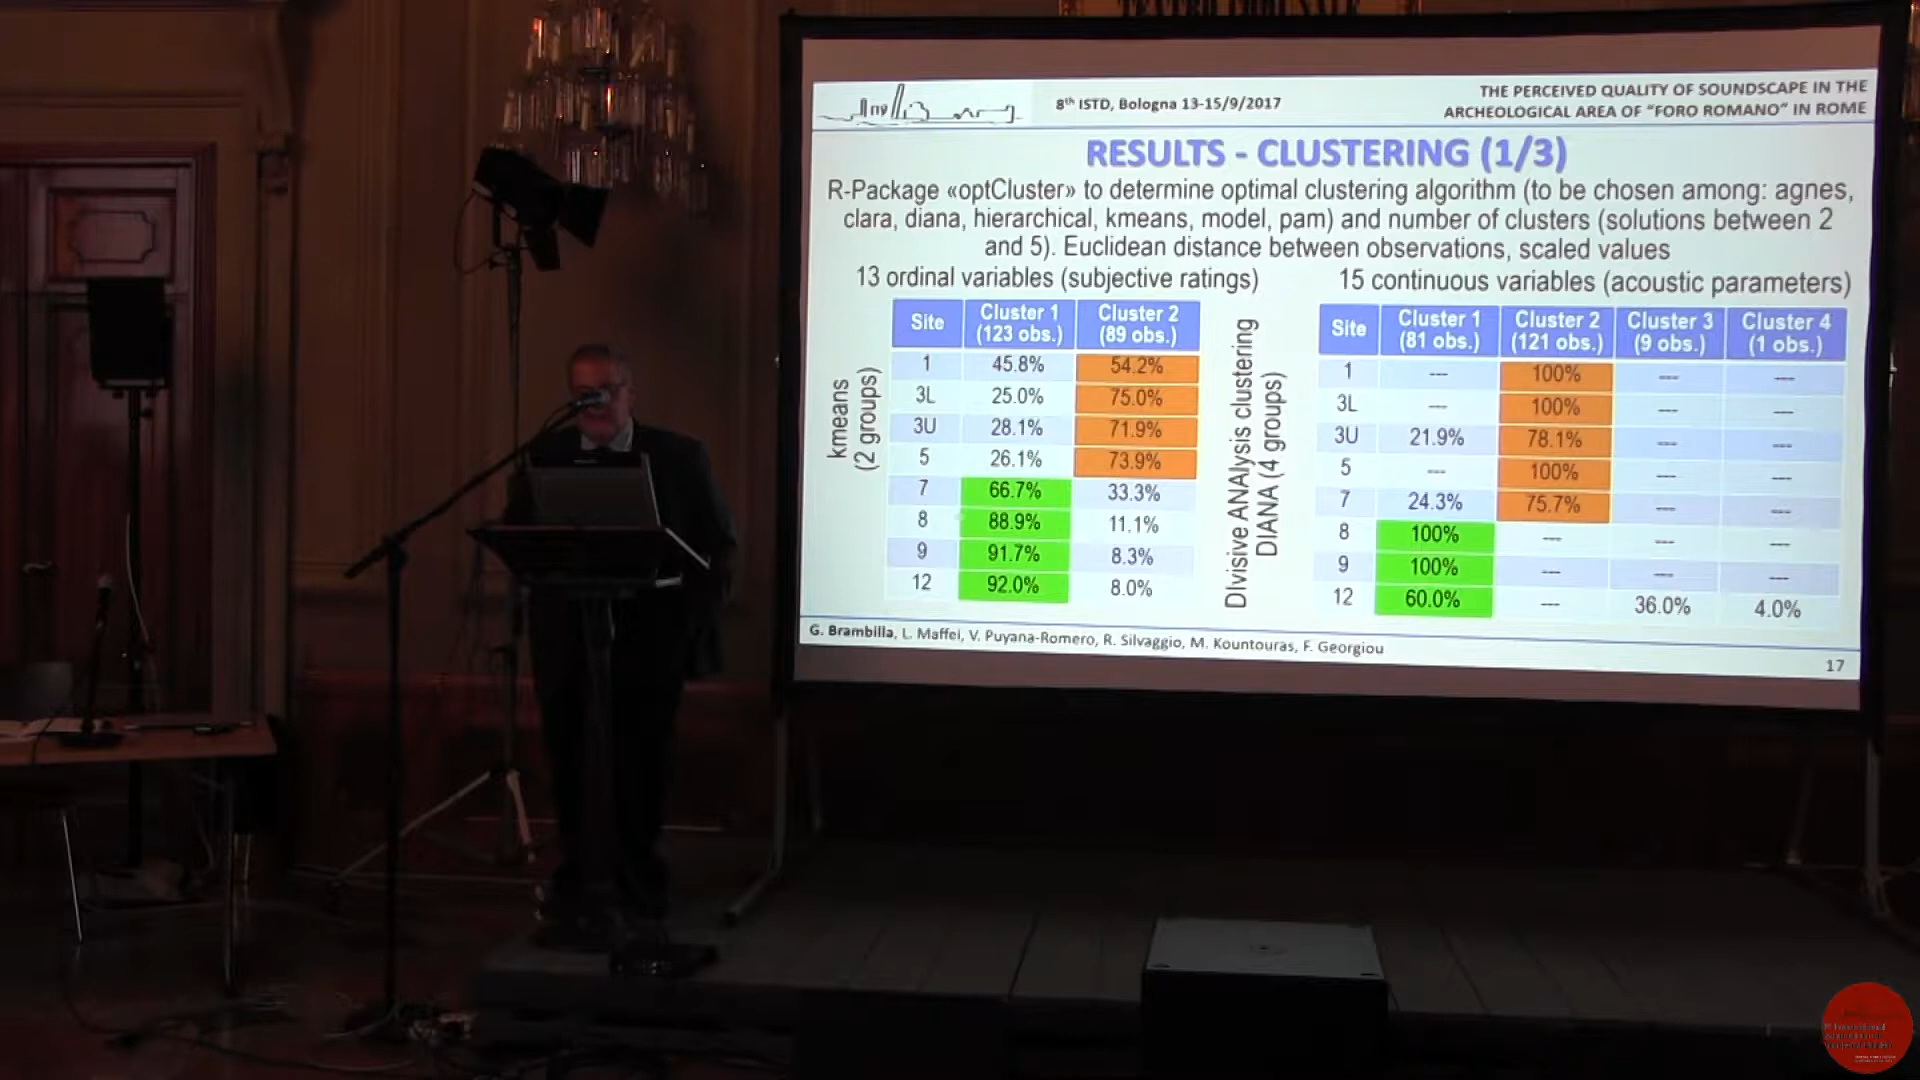 8th ISTD, Bologna 13-15/9/2017
THE PERCEIVED QUALITY OF SOUNDSCAPE IN THE
ARCHEOLOGICAL AREA OF "FORO ROMANO" IN ROME
RESULTS - CLUSTERING (1/3)
R-Package «optCluster» to determine optimal clustering algorithm (to be chosen among: agnes,
clara, diana, hierarchical, kmeans, model, pam) and number of clusters (solutions between 2
and 5). Euclidean distance between observations, scaled values
13 ordinal variables (subjective ratings)
kmeans
(2 groups)
Site Cluster 1 Cluster 2
(123 obs.) (89 obs.)
1 45.8% 54.2%
3L 25.0% 75.0%
3U 28.1% 71.9%
5 26.1% 73.9%
7 66.7% 33.3%
8 88.9% 11.1%
9 91.7% 8.3%
12 92.0% 8.0%
15 continuous variables (acoustic parameters)
DIvisive ANAlysis clustering
DIANA (4 groups)
Site Cluster 1 Cluster 2 Cluster 3 Cluster 4
(81 obs.) (121 obs.) (9 obs.) (1 obs.)
1 --- 100% --- ---
3L --- 100% --- ---
3U 21.9% 78.1% --- ---
5 --- 100% --- ---
7 24.3% 75.7% --- ---
8 100% --- --- ---
9 100% --- --- ---
12 60.0% --- 36.0% 4.0%
G. Brambilla, L. Maffei, V. Puyana-Romero, R. Silvaggio, M. Kountouras, F. Georgiou
17